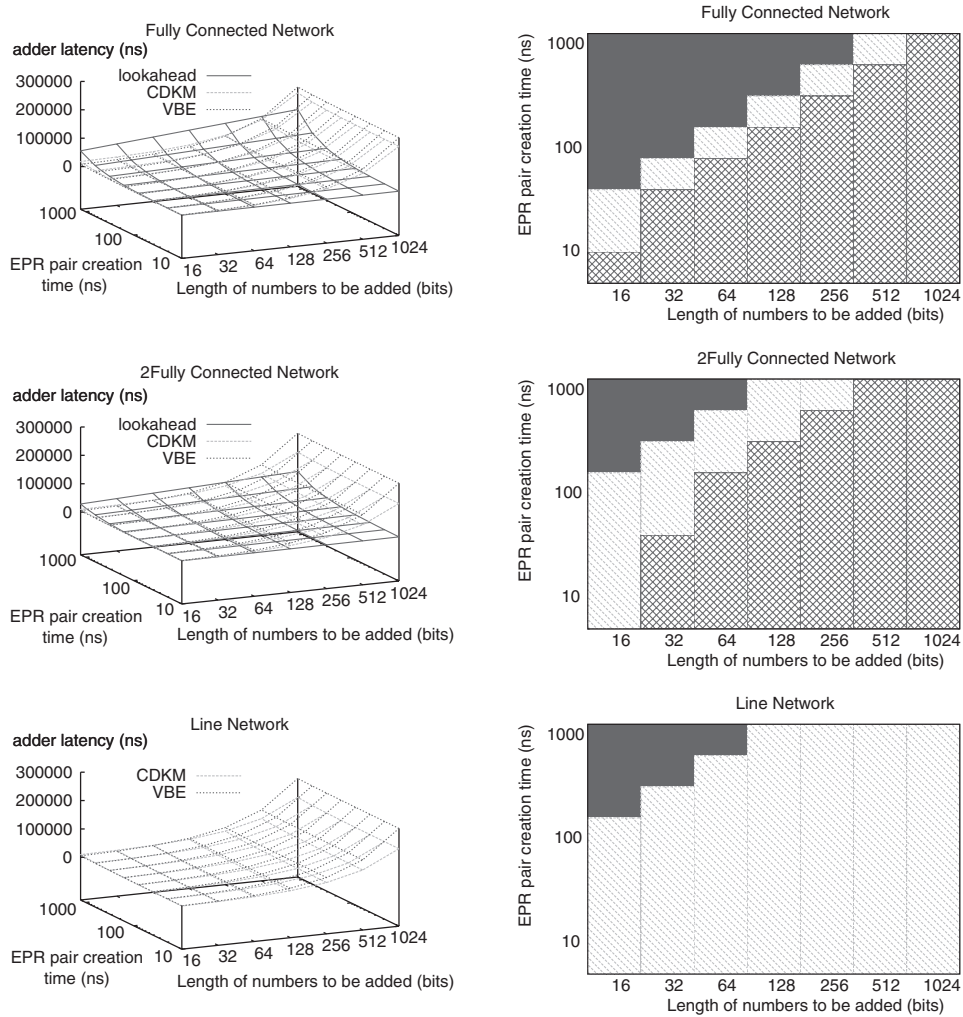 Fully Connected Network
adder latency (ns)
300000
200000
100000
0
lookahead
CDKM
VBE
1000
100
10
EPR pair creation
time (ns)
16 32 64 128 256 512 1024
Length of numbers to be added (bits)
Fully Connected Network
EPR pair creation time (ns)
1000
100
10
16 32 64 128 256 512 1024
Length of numbers to be added (bits)
2Fully Connected Network
adder latency (ns)
300000
200000
100000
0
lookahead
CDKM
VBE
1000
100
10
EPR pair creation
time (ns)
16 32 64 128 256 512 1024
Length of numbers to be added (bits)
2Fully Connected Network
EPR pair creation time (ns)
1000
100
10
16 32 64 128 256 512 1024
Length of numbers to be added (bits)
Line Network
adder latency (ns)
300000
200000
100000
0
CDKM
VBE
1000
100
10
EPR pair creation
time (ns)
16 32 64 128 256 512 1024
Length of numbers to be added (bits)
Line Network
EPR pair creation time (ns)
1000
100
10
16 32 64 128 256 512 1024
Length of numbers to be added (bits)